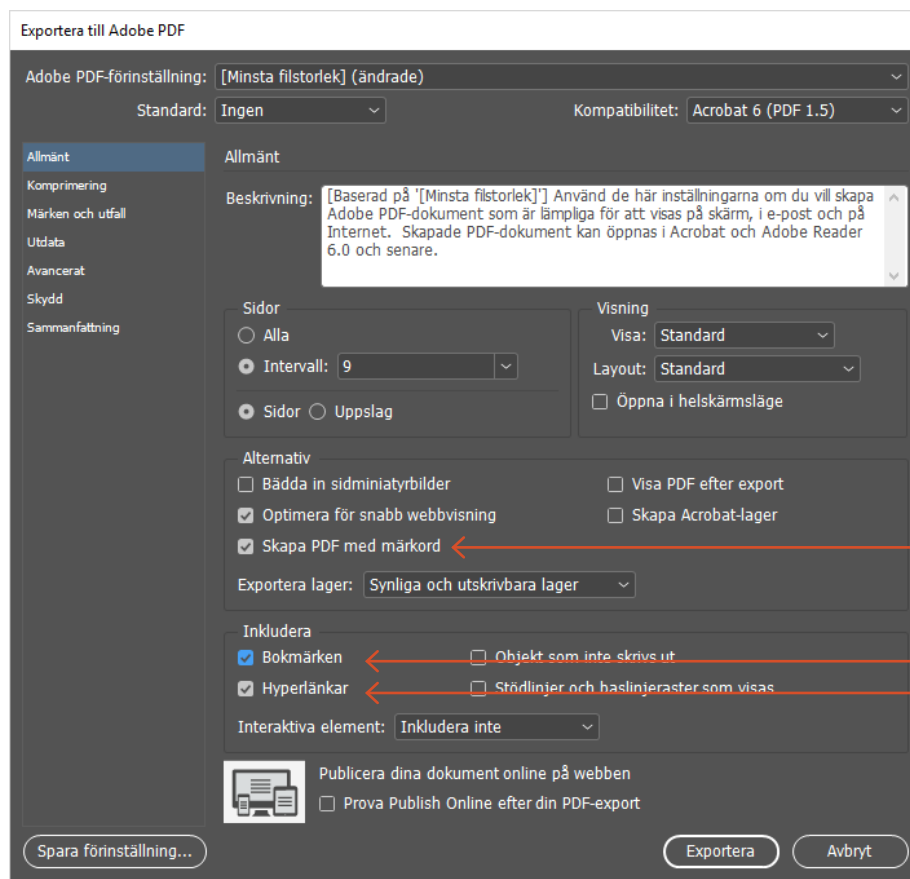 Exportera till Adobe PDF
Adobe PDF-förinställning: [Minsta filstorlek] (ändrade)
Standard: Ingen Kompatibilitet: Acrobat 6 (PDF 1.5)
Allmänt
Komprimering
Märken och utfall
Utdata
Avancerat
Skydd
Sammanfattning
Allmänt
Beskrivning: [Baserad på '[Minsta filstorlek]'] Använd de här inställningarna om du vill skapa
Adobe PDF-dokument som är lämpliga för att visas på skärm, i e-post och på
Internet. Skapade PDF-dokument kan öppnas i Acrobat och Adobe Reader
6.0 och senare.
Sidor
Alla
Intervall: 9
Sidor Uppslag
Visning
Visa: Standard
Layout: Standard
Öppna i helskärmsläge
Alternativ
Bädda in sidminiatyrbilder Visa PDF efter export
Optimera för snabb webbvisning Skapa Acrobat-lager
Skapa PDF med märkord
Exportera lager: Synliga och utskrivbara lager
Inkludera
Bokmärken Objekt som inte skrivs ut
Hyperlänkar Stödlinjer och baslinjeraster som visas
Interaktiva element: Inkludera inte
Publicera dina dokument online på webben
Prova Publish Online efter din PDF-export
Spara förinställning... Exportera Avbryt